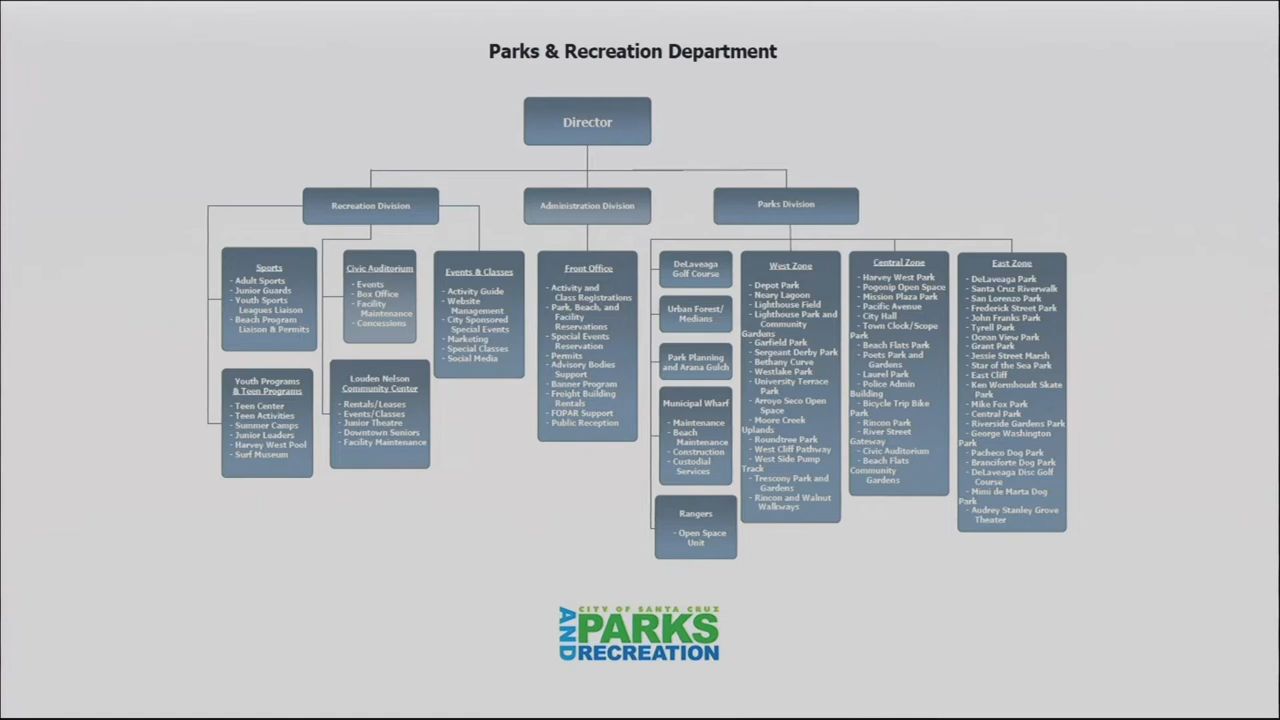 Parks & Recreation Department
Director
Recreation Division
Administration Division
Parks Division
Sports
- Adult Sports
- Junior Guards
- Youth Sports
Leagues Liaison
- Beach Program
Liaison & Permits
Youth Programs
& Teen Programs
- Teen Center
- Teen Activities
- Summer Camps
- Junior Leaders
- Harvey West Pool
- Surf Museum
Civic Auditorium
- Events
- Box Office
- Facility
Maintenance
- Concessions
Louden Nelson
Community Center
- Rentals/Leases
- Events/Classes
- Junior Theatre
- Downtown Seniors
- Facility Maintenance
Events & Classes
- Activity Guide
- Website
Management
- City Sponsored
Special Events
- Marketing
- Special Classes
- Social Media
Front Office
- Activity and
Class Registrations
- Park, Beach, and
Facility
Reservations
- Special Events
Reservation
- Permits
- Advisory Bodies
Support
- Banner Program
- Freight Building
Rentals
- FOPAR Support
- Public Reception
DeLaveaga
Golf Course
Urban Forest/
Medians
Park Planning
and Arana Gulch
Municipal Wharf
- Maintenance
- Beach
Maintenance
- Construction
- Custodial
Services
Rangers
- Open Space
Unit
West Zone
- Depot Park
- Neary Lagoon
- Lighthouse Field
- Lighthouse Park and
Community
Gardens
- Garfield Park
- Sergeant Derby Park
- Bethany Curve
- Westlake Park
- University Terrace
Park
- Arroyo Seco Open
Space
- Moore Creek
Uplands
- Roundtree Park
- West Cliff Pathway
- West Side Pump
Track
- Trescony Park and
Gardens
- Rincon and Walnut
Walkways
Central Zone
- Harvey West Park
- Pogonip Open Space
- Mission Plaza Park
- Pacific Avenue
- City Hall
- Town Clock/Scope
Park
- Beach Flats Park
- Poets Park and
Gardens
- Laurel Park
- Police Admin
Building
- Bicycle Trip Bike
Park
- Rincon Park
- River Street
Gateway
- Civic Auditorium
- Beach Flats
Community
Gardens
East Zone
- DeLaveaga Park
- Santa Cruz Riverwalk
- San Lorenzo Park
- Frederick Street Park
- John Franks Park
- Tyrell Park
- Ocean View Park
- Grant Park
- Jessie Street Marsh
- Star of the Sea Park
- East Cliff
- Ken Wormhoudt Skate
Park
- Mike Fox Park
- Central Park
- Riverside Gardens Park
- George Washington
Park
- Pacheco Dog Park
- Branciforte Dog Park
- DeLaveaga Disc Golf
Course
- Mimi de Marta Dog
Park
- Audrey Stanley Grove
Theater
CITY OF SANTA CRUZ
PARKS
AND
RECREATION